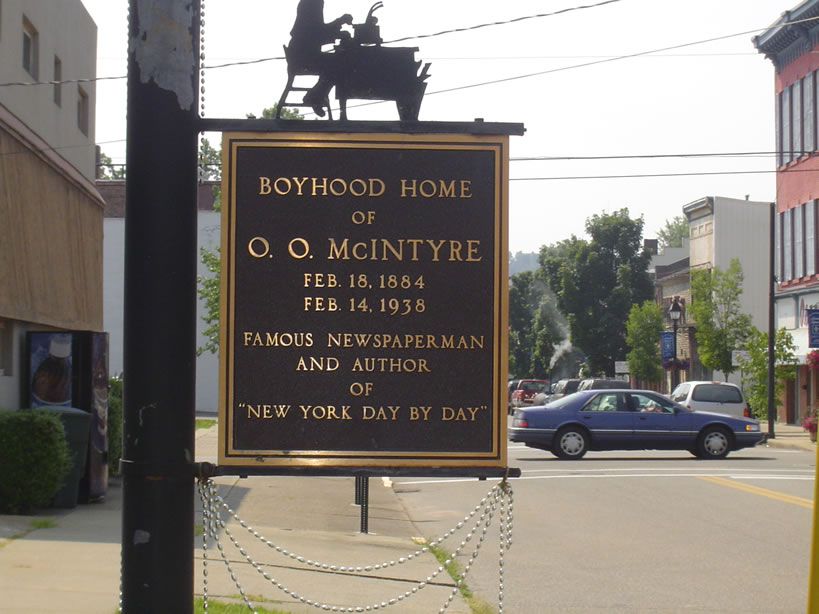 BOYHOOD HOME
OF
O. O. McINTYRE
FEB. 18, 1884
FEB. 14, 1938
FAMOUS NEWSPAPERMAN
AND AUTHOR
OF
"NEW YORK DAY BY DAY"